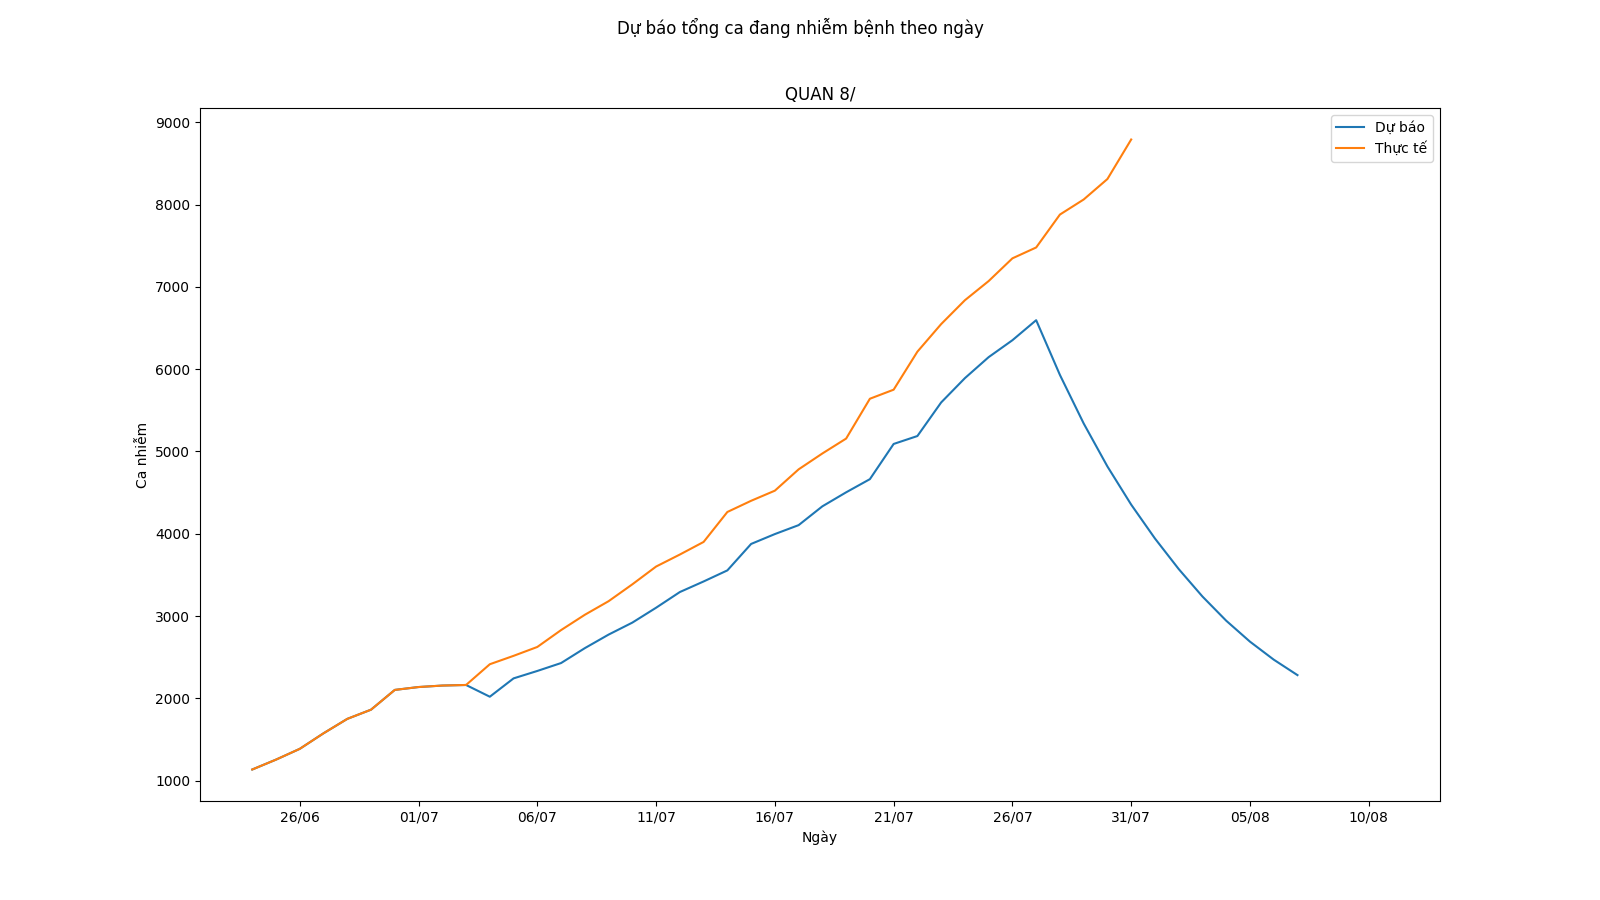 Dự báo tổng ca đang nhiễm bệnh theo ngày
QUAN 8/
Dự báo
Thực tế
Ca nhiễm
9000
8000
7000
6000
5000
4000
3000
2000
1000
26/06 01/07 06/07 11/07 16/07 21/07 26/07 31/07 05/08 10/08
Ngày